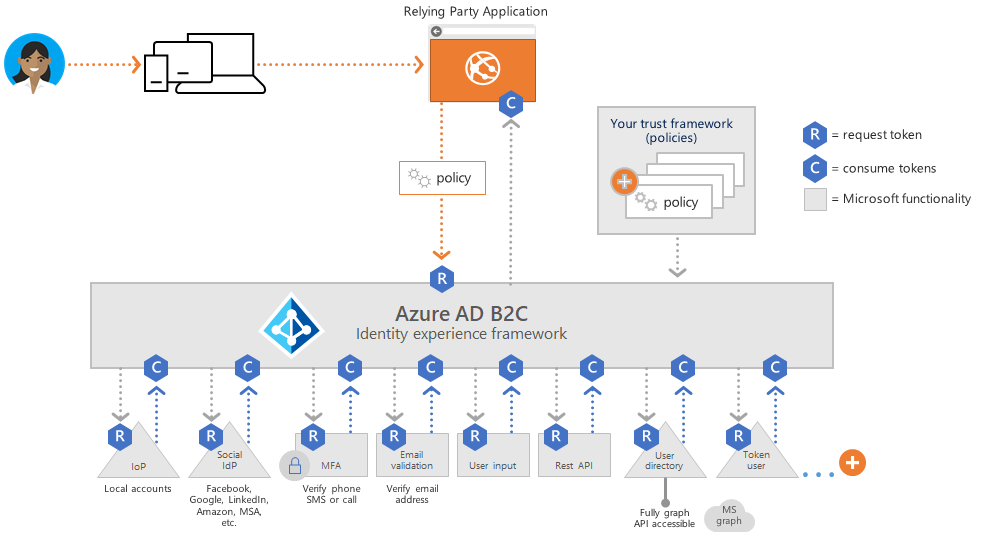 Relying Party Application
C
Your trust framework
(policies)
policy
R = request token
C = consume tokens
= Microsoft functionality
policy
R
Azure AD B2C
Identity experience framework
C
C
C
C
C
C
C
C
R
R
R
R
R
R
R
R
IoP
Social
IdP
MFA
Email
validation
User input
Rest API
User
directory
Token
user
Local accounts
Facebook,
Google, LinkedIn,
Amazon, MSA,
etc.
Verify phone
SMS or call
Verify email
address
Fully graph
API accessible
MS
graph